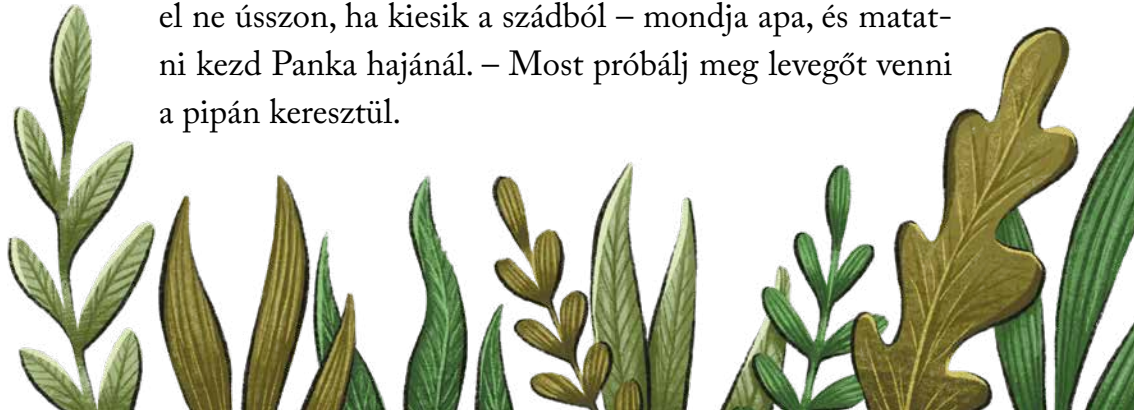 el ne ússzon, ha kiesik a szádból – mondja apa, és matat-
ni kezd Panka hajánál. – Most próbálj meg levegőt venni
a pipán keresztül.